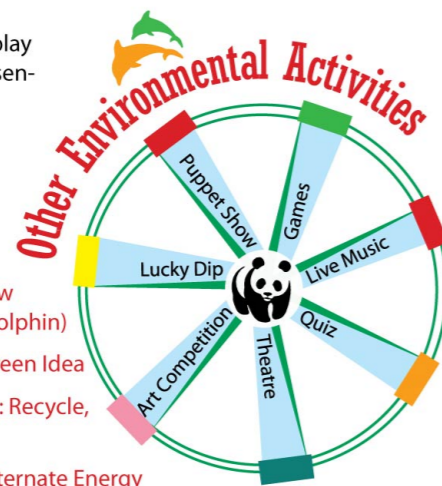 play
sen-
Other Environmental Activities
Puppet Show
Games
Live Music
Lucky Dip
Quiz
Art Competition
Theatre
w
olphin)
een Idea
: Recycle,
ternate Energy